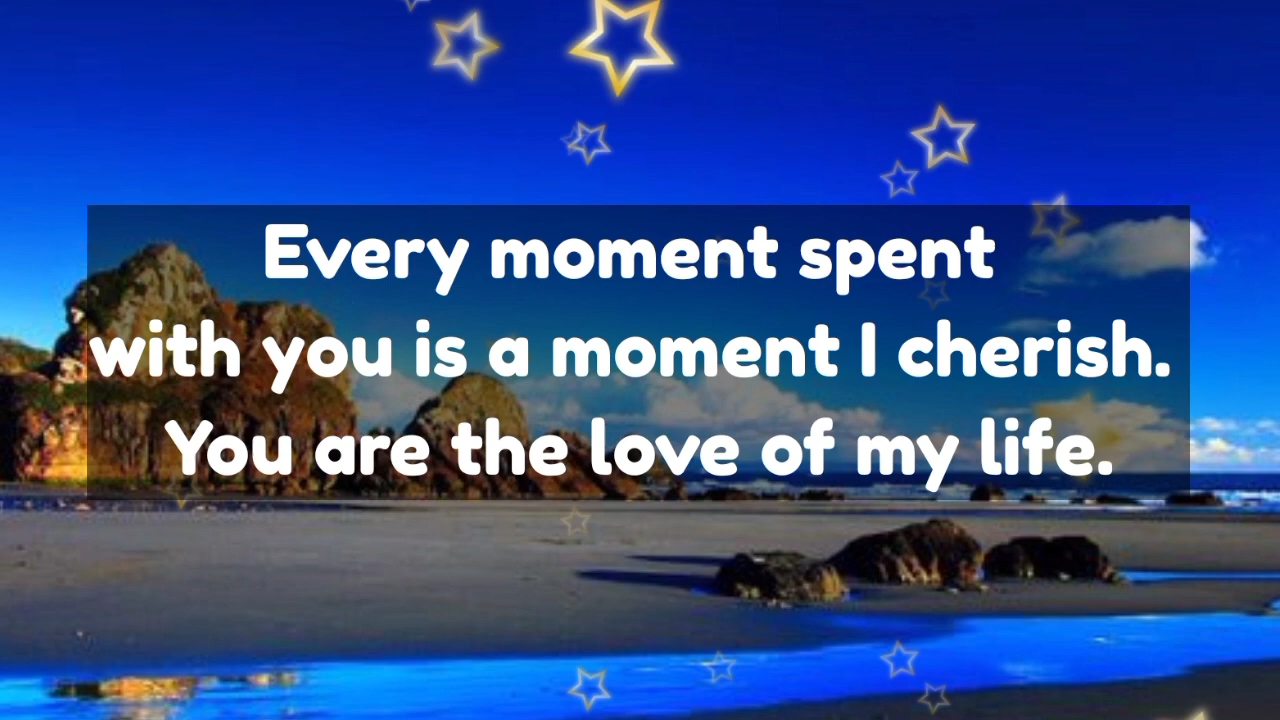 Every moment spent
with you is a moment I cherish.
You are the love of my life.